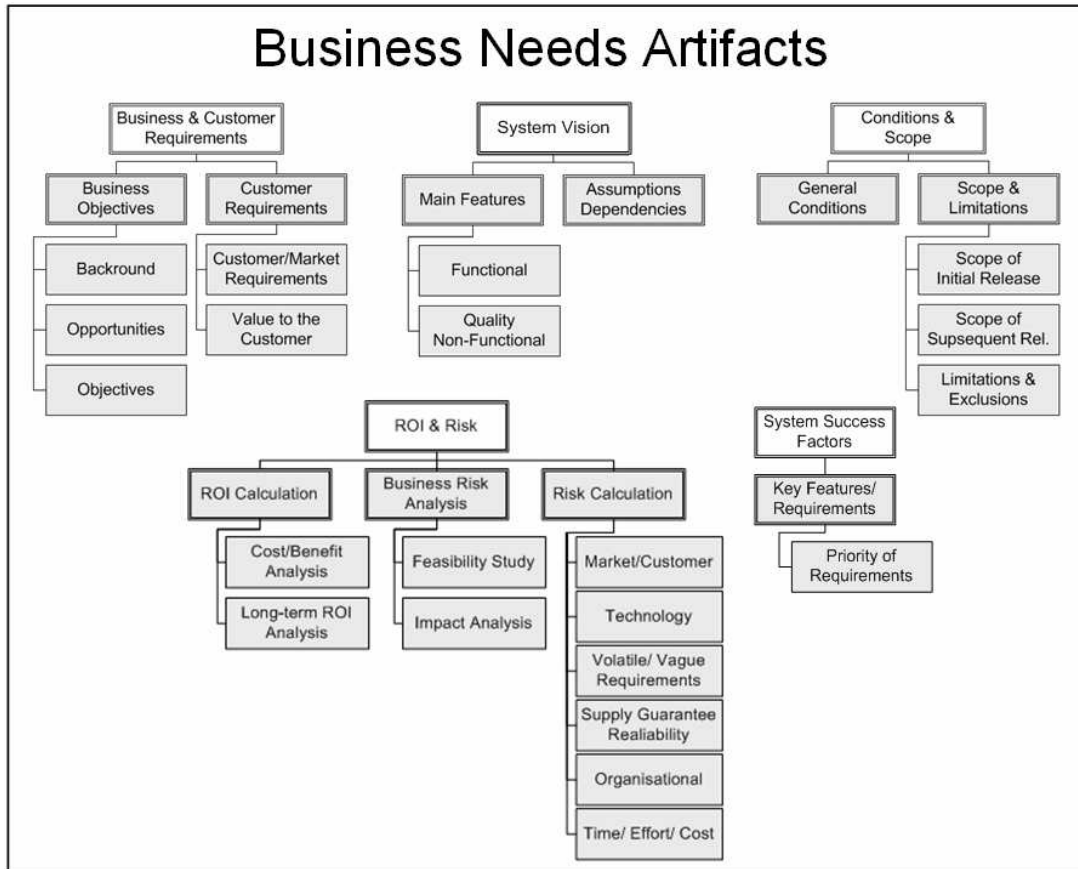 Business Needs Artifacts
Business & Customer
Requirements
Business
Objectives
Backround
Opportunities
Objectives
Customer
Requirements
Customer/Market
Requirements
Value to the
Customer
System Vision
Main Features
Functional
Quality
Non-Functional
Assumptions
Dependencies
Conditions &
Scope
General
Conditions
Scope &
Limitations
Scope of
Initial Release
Scope of
Supsequent Rel.
Limitations &
Exclusions
ROI & Risk
ROI Calculation
Cost/Benefit
Analysis
Long-term ROI
Analysis
Business Risk
Analysis
Feasibility Study
Impact Analysis
Risk Calculation
Market/Customer
Technology
Volatile/ Vague
Requirements
Supply Guarantee
Realiability
Organisational
Time/ Effort/ Cost
System Success
Factors
Key Features/
Requirements
Priority of
Requirements